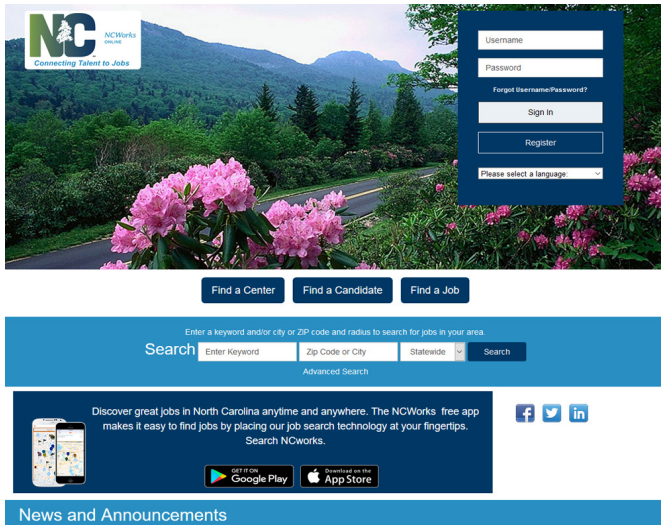 NC
NCWorks
ONLINE
Connecting Talent to Jobs
Username
Password
Forgot Username/Password?
Sign In
Register
Please select a language:
Find a Center
Find a Candidate
Find a Job
Enter a keyword and/or city or ZIP code and radius to search for jobs in your area.
Search Enter Keyword Zip Code or City Statewide Search
Advanced Search
Discover great jobs in North Carolina anytime and anywhere. The NCWorks free app
makes it easy to find jobs by placing our job search technology at your fingertips.
Search NCworks.
GET IT ON
Google Play
Download on the
App Store
News and Announcements